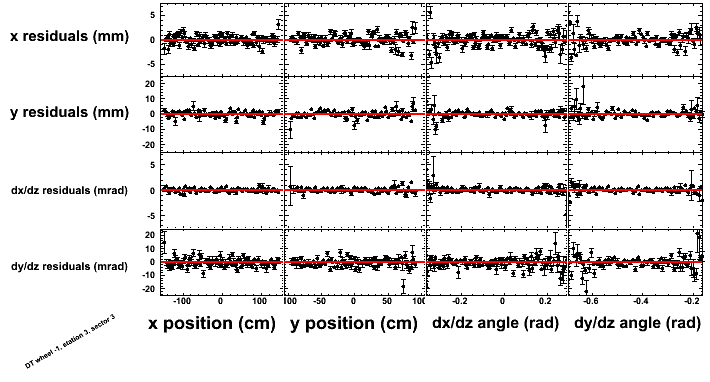 x residuals (mm)
5
0
-5
y residuals (mm)
20
10
0
-10
-20
dx/dz residuals (mrad)
5
0
-5
dy/dz residuals (mrad)
20
10
0
-10
-20
-100 0 100 00 -50 0 50 10 -0.2 0 0.2 -0.6 -0.4 -0.2
x position (cm) y position (cm) dx/dz angle (rad) dy/dz angle (rad)
DT wheel -1, station 3, sector 3